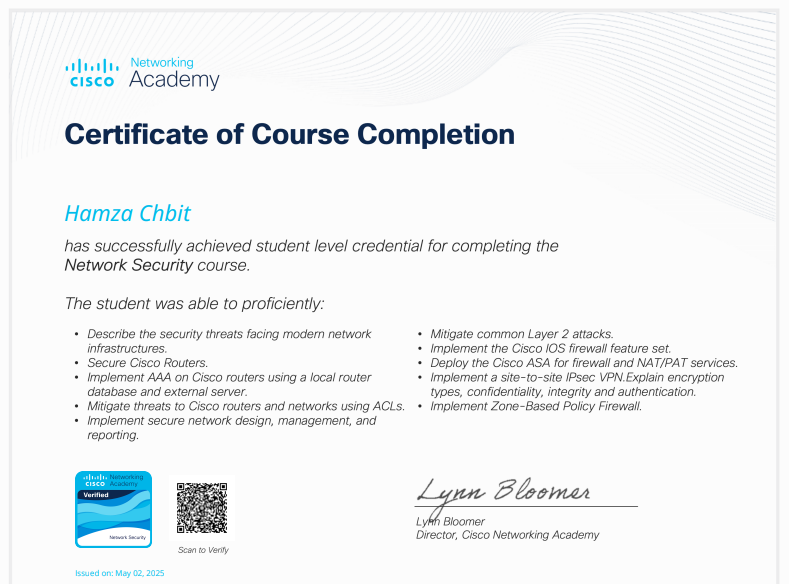 Networking
CISCO Academy
Certificate of Course Completion
Hamza Chbit
has successfully achieved student level credential for completing the
Network Security course.
The student was able to proficiently:
• Describe the security threats facing modern network
infrastructures.
• Secure Cisco Routers.
• Implement AAA on Cisco routers using a local router
database and external server.
• Mitigate threats to Cisco routers and networks using ACLs.
• Implement secure network design, management, and
reporting.
• Mitigate common Layer 2 attacks.
• Implement the Cisco IOS firewall feature set.
• Deploy the Cisco ASA for firewall and NAT/PAT services.
• Implement a site-to-site IPsec VPN.Explain encryption
types, confidentiality, integrity and authentication.
• Implement Zone-Based Policy Firewall.
Networking
CISCO Academy
Verified
Network Security
Scan to Verify
Lynn Bloomer
Lynn Bloomer
Director, Cisco Networking Academy
Issued on: May 02, 2025